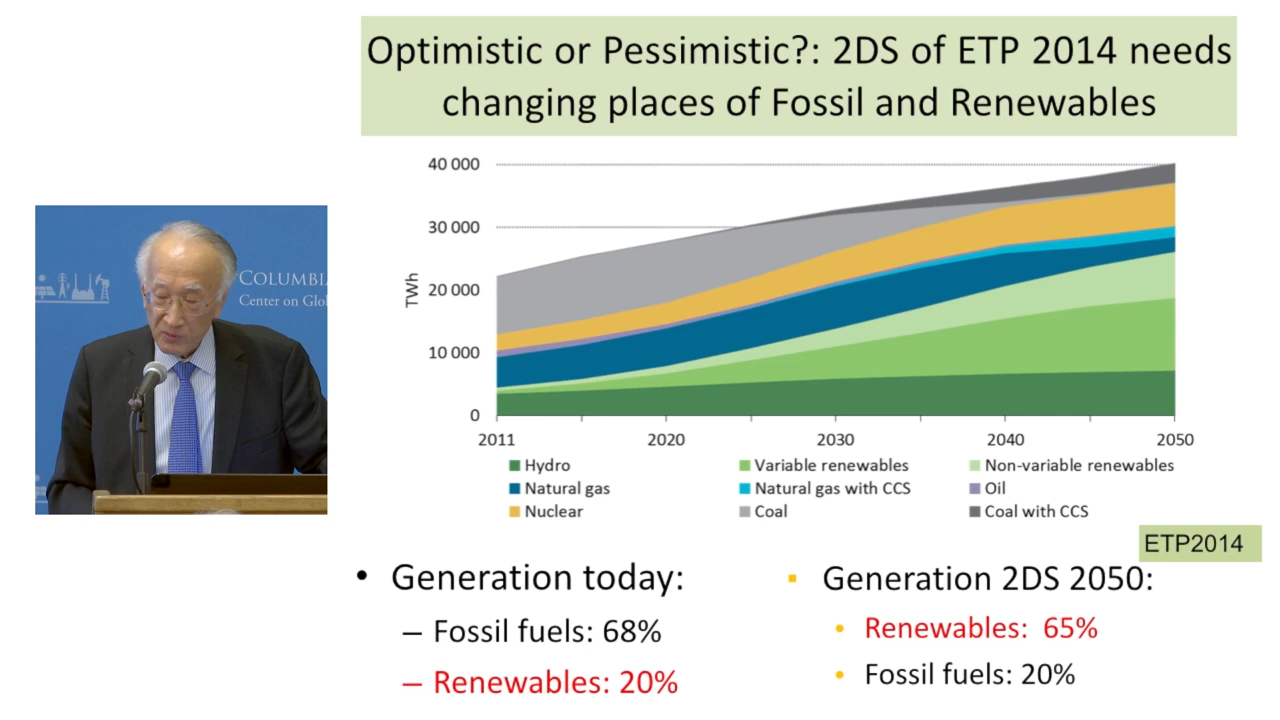 Optimistic or Pessimistic?: 2DS of ETP 2014 needs
changing places of Fossil and Renewables
COLUMBI
Center on Glo
TWh
40 000
30 000
20 000
10 000
0
2011 2020 2030 2040 2050
Hydro Variable renewables Non-variable renewables
Natural gas Natural gas with CCS Oil
Nuclear Coal Coal with CCS
ETP2014
• Generation today:
– Fossil fuels: 68%
– Renewables: 20%
▪ Generation 2DS 2050:
• Renewables: 65%
• Fossil fuels: 20%